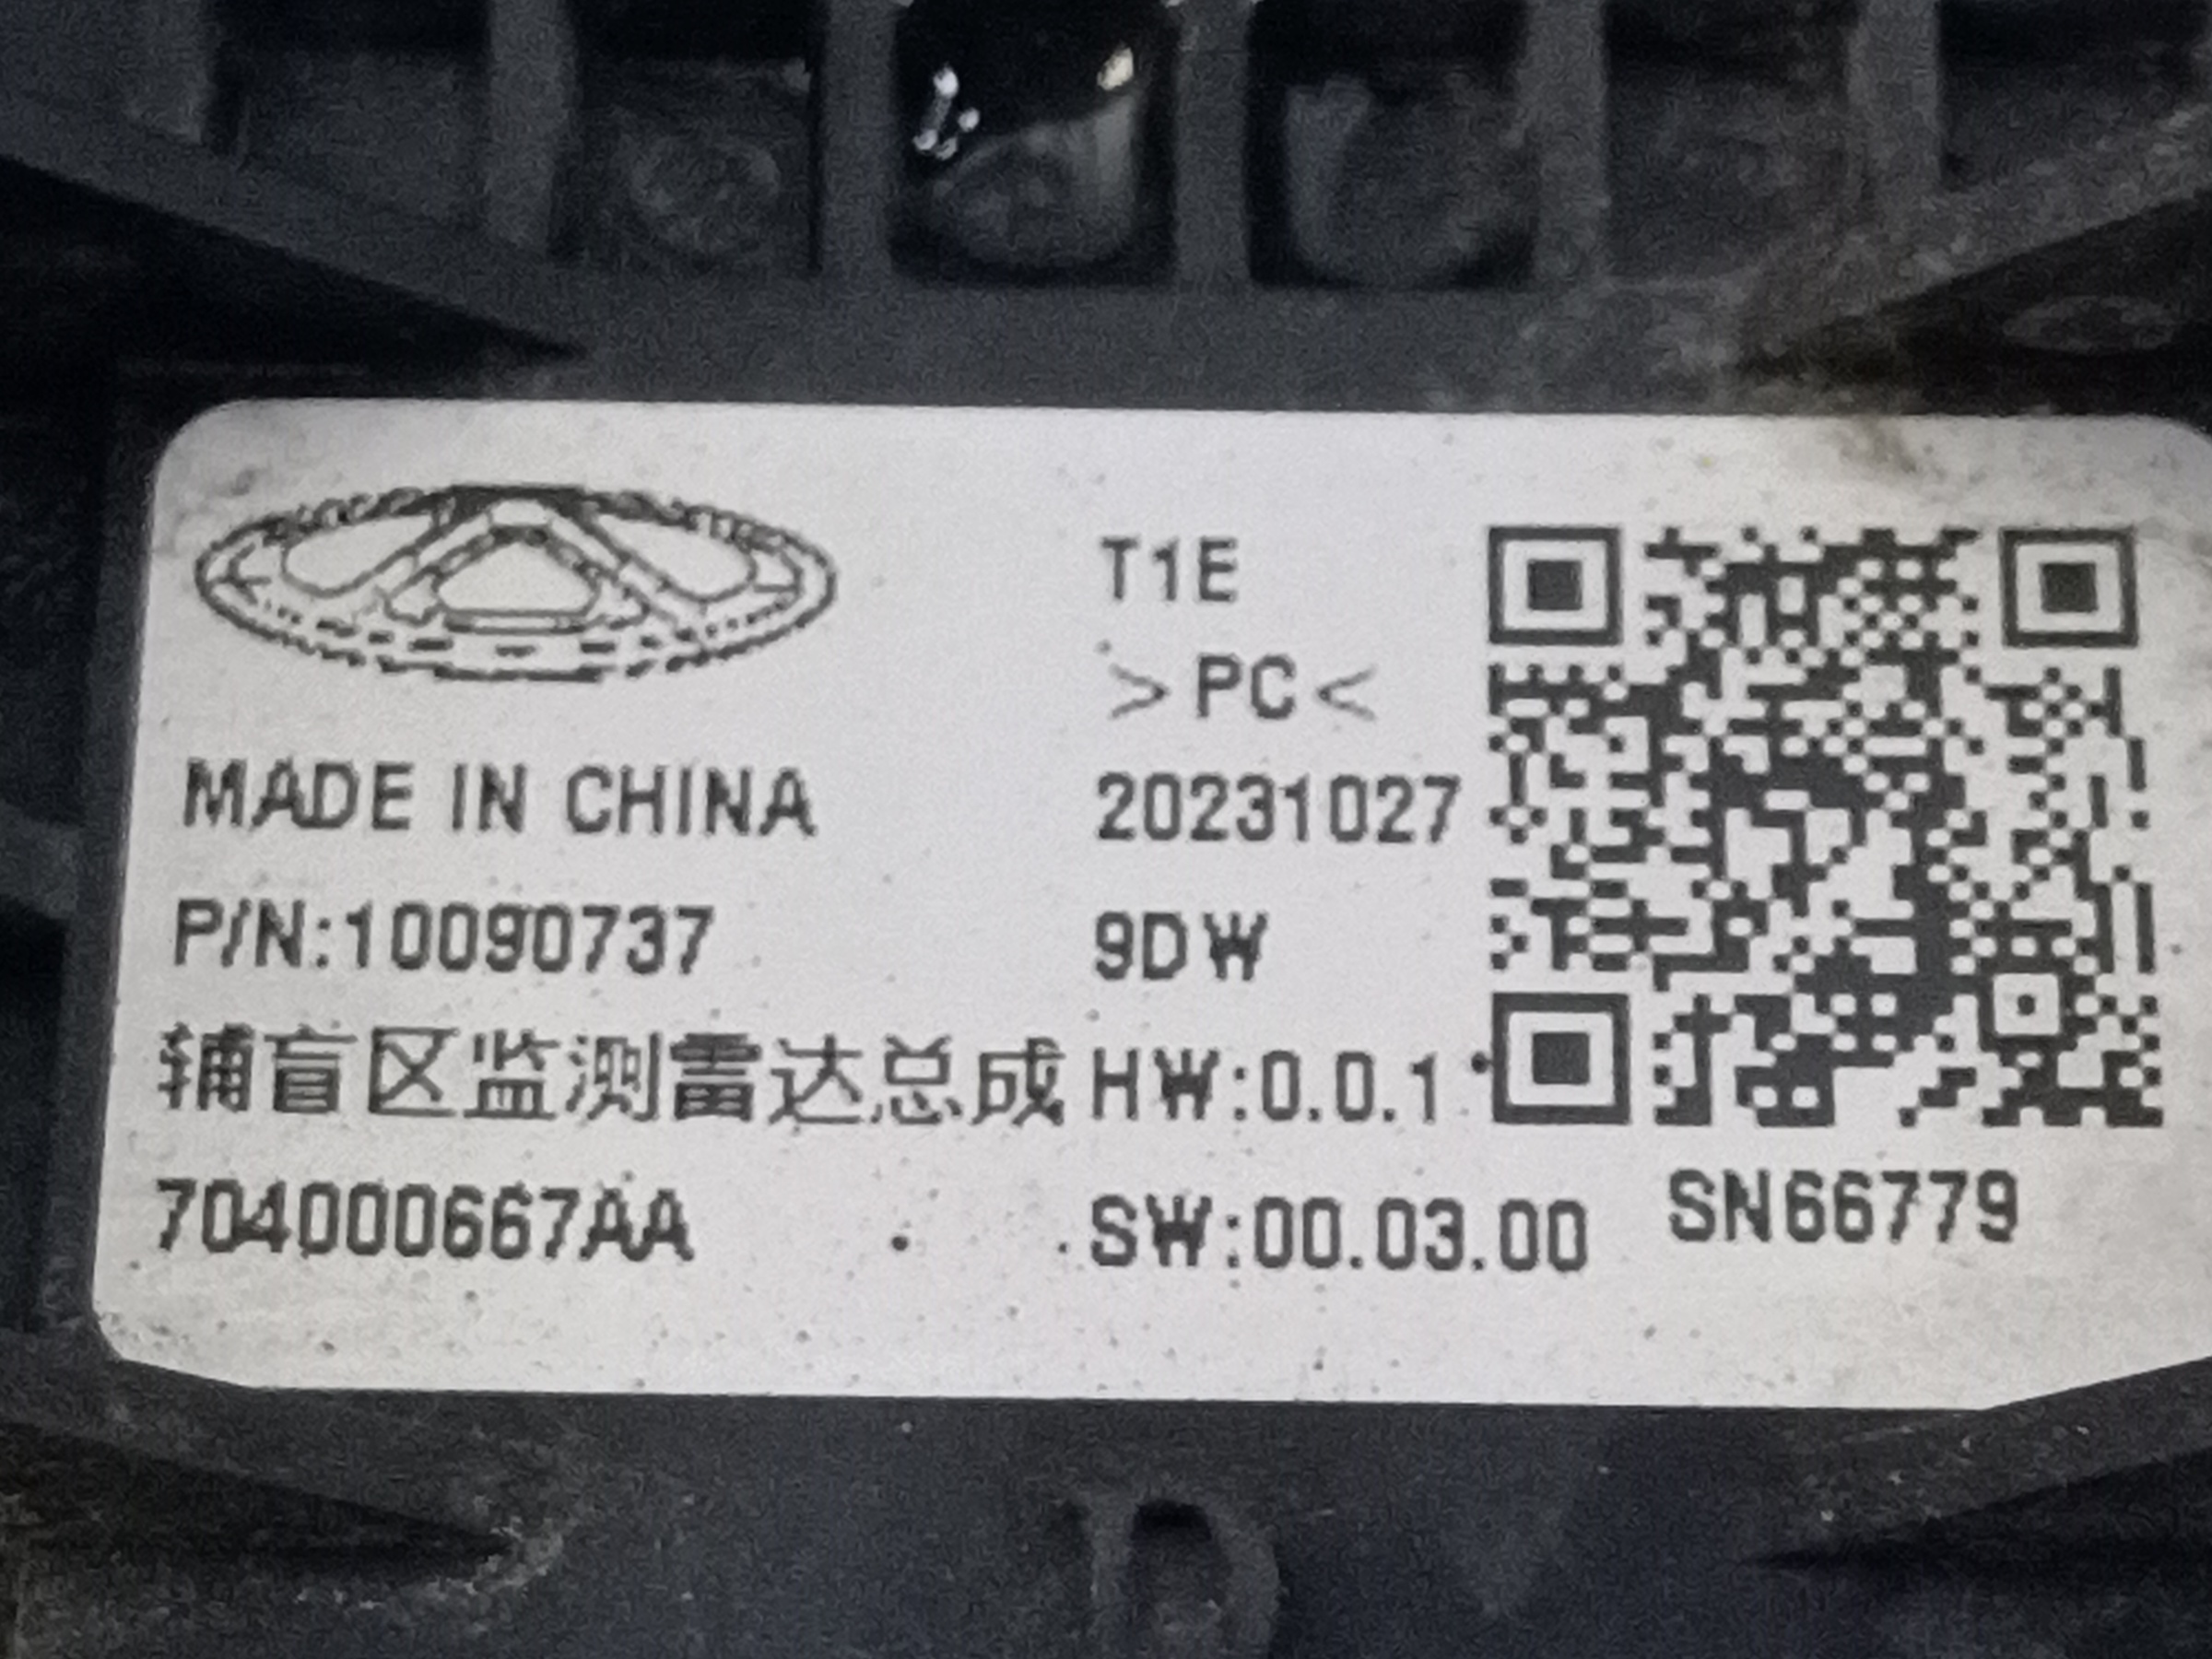 MADE IN CHINA
P/N:10090737
辅盲区监测雷达总成
704000667AA
T1E
>PC<
20231027
9DW
HW:0.0.1
SW:00.03.00
SN66779